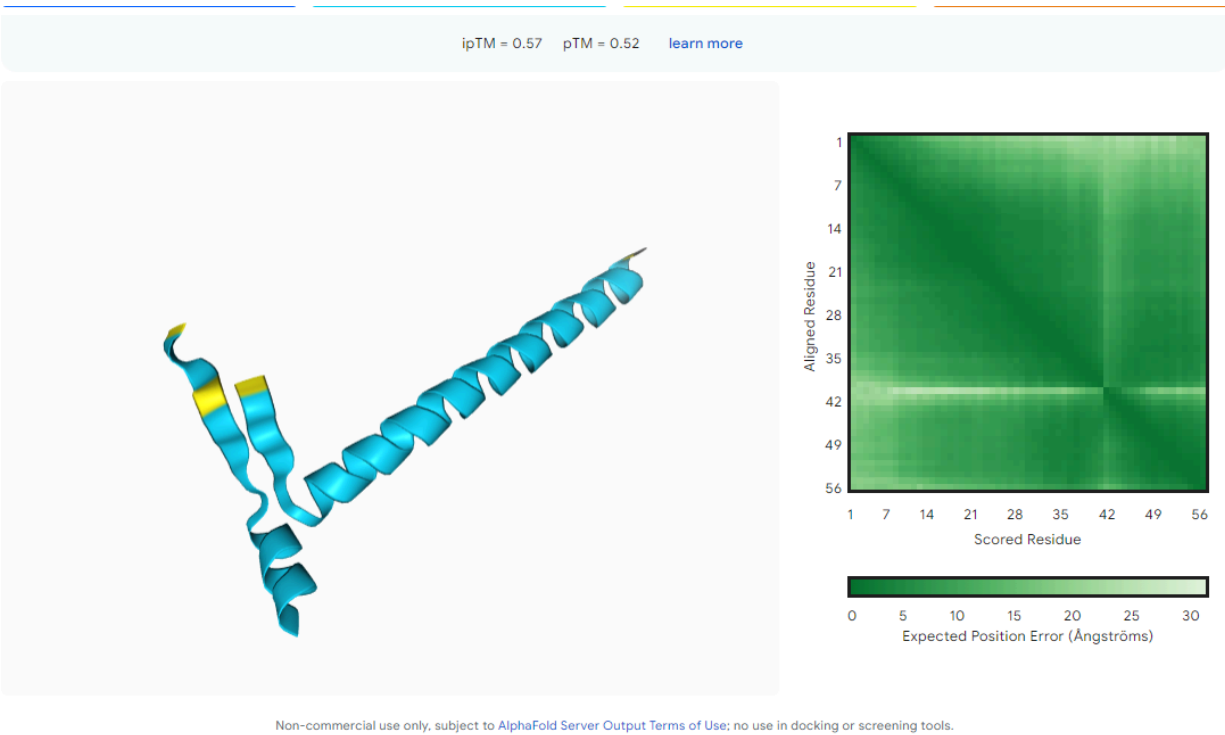 ipTM = 0.57 pTM = 0.52 learn more
1
7
14
21
28
35
42
49
56
Aligned Residue
1 7 14 21 28 35 42 49 56
Scored Residue
0 5 10 15 20 25 30
Expected Position Error (Ångströms)
Non-commercial use only, subject to AlphaFold Server Output Terms of Use; no use in docking or screening tools.